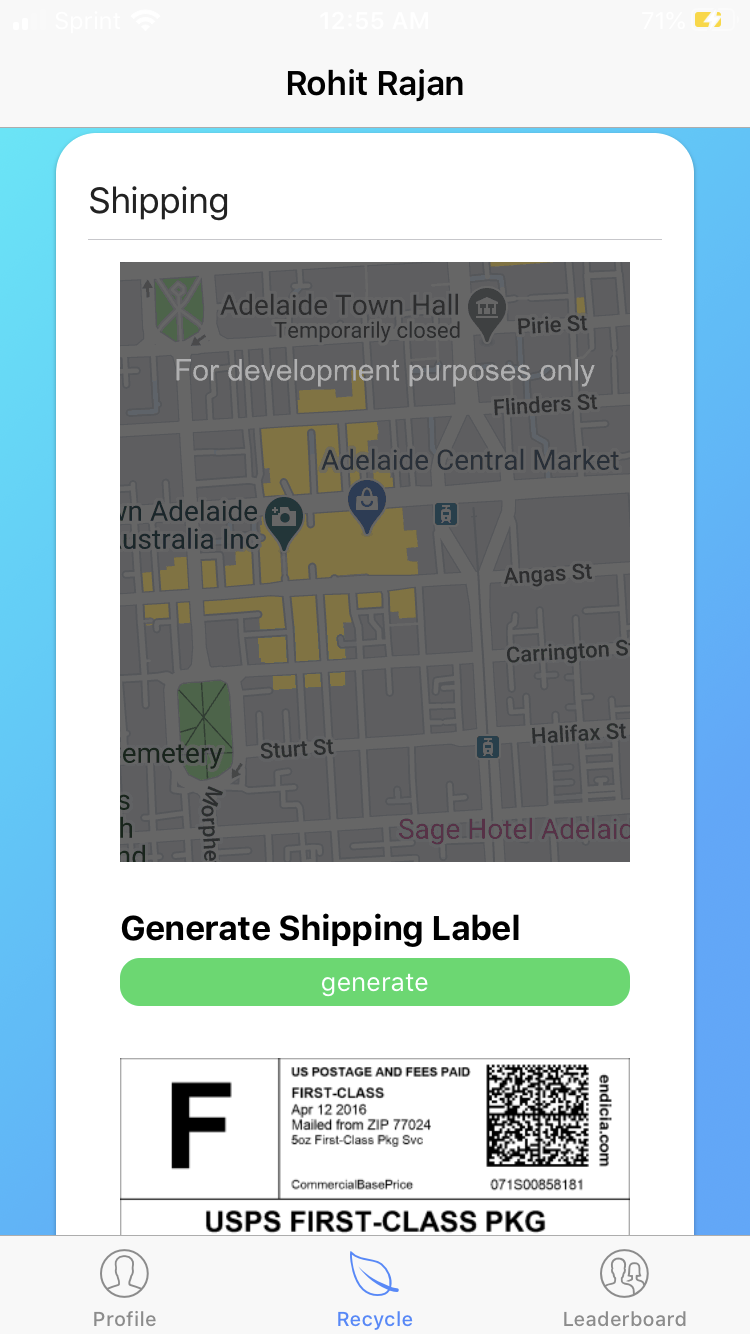 Sprint 12:55 AM 71%
Rohit Rajan
Shipping
Adelaide Town Hall
Temporarily closed
Pirie St
For development purposes only
Flinders St
Adelaide Central Market
vn Adelaide
ustralia Inc
Angas St
Carrington S
Halifax St
emetery
Sturt St
s
h
nd
Morphe
Sage Hotel Adelaid
Generate Shipping Label
generate
F
US POSTAGE AND FEES PAID
FIRST-CLASS
Apr 12 2016
Mailed from ZIP 77024
5oz First-Class Pkg Svc
CommercialBasePrice
endicia.com
071S00858181
USPS FIRST-CLASS PKG
Profile
Recycle
Leaderboard